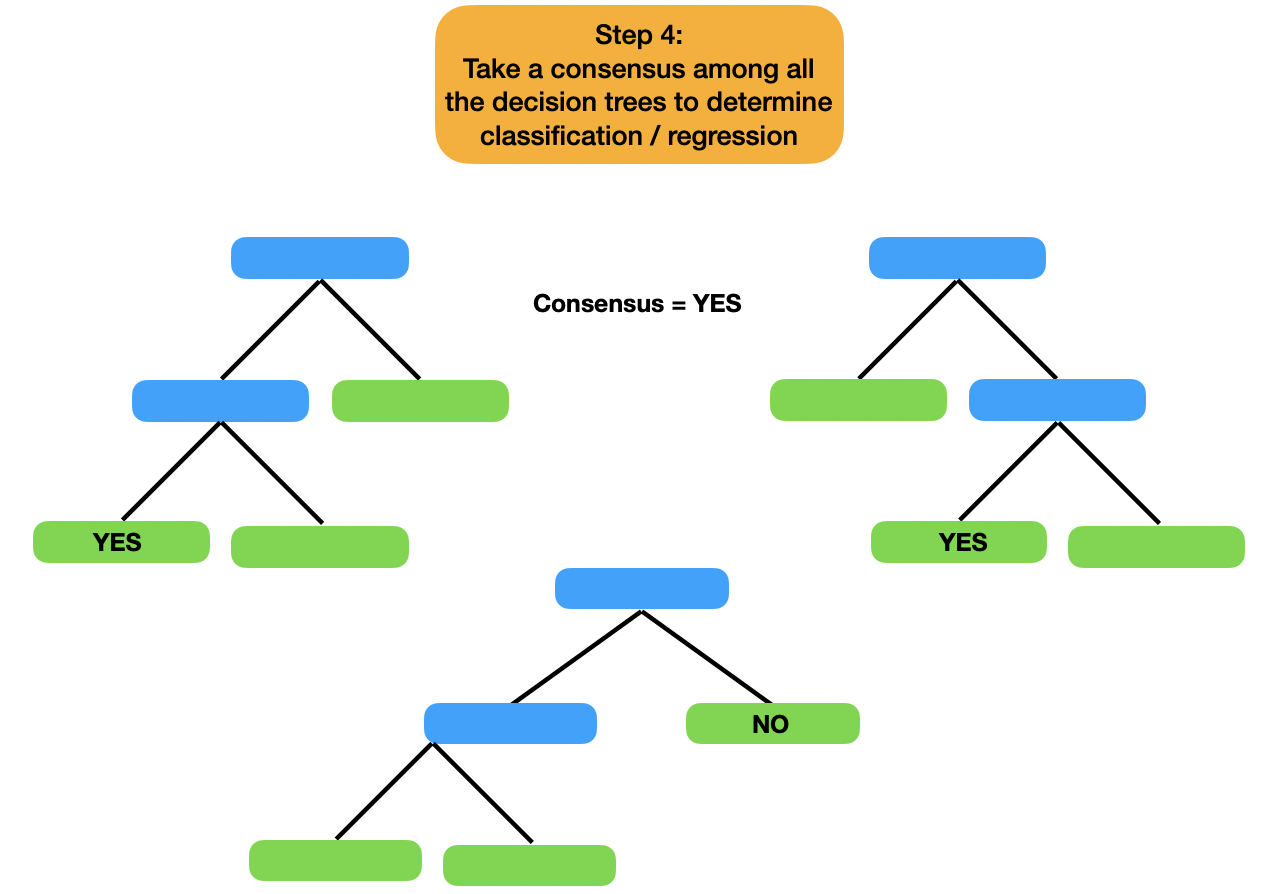 Step 4:
Take a consensus among all
the decision trees to determine
classification / regression
Consensus = YES
YES
YES
NO